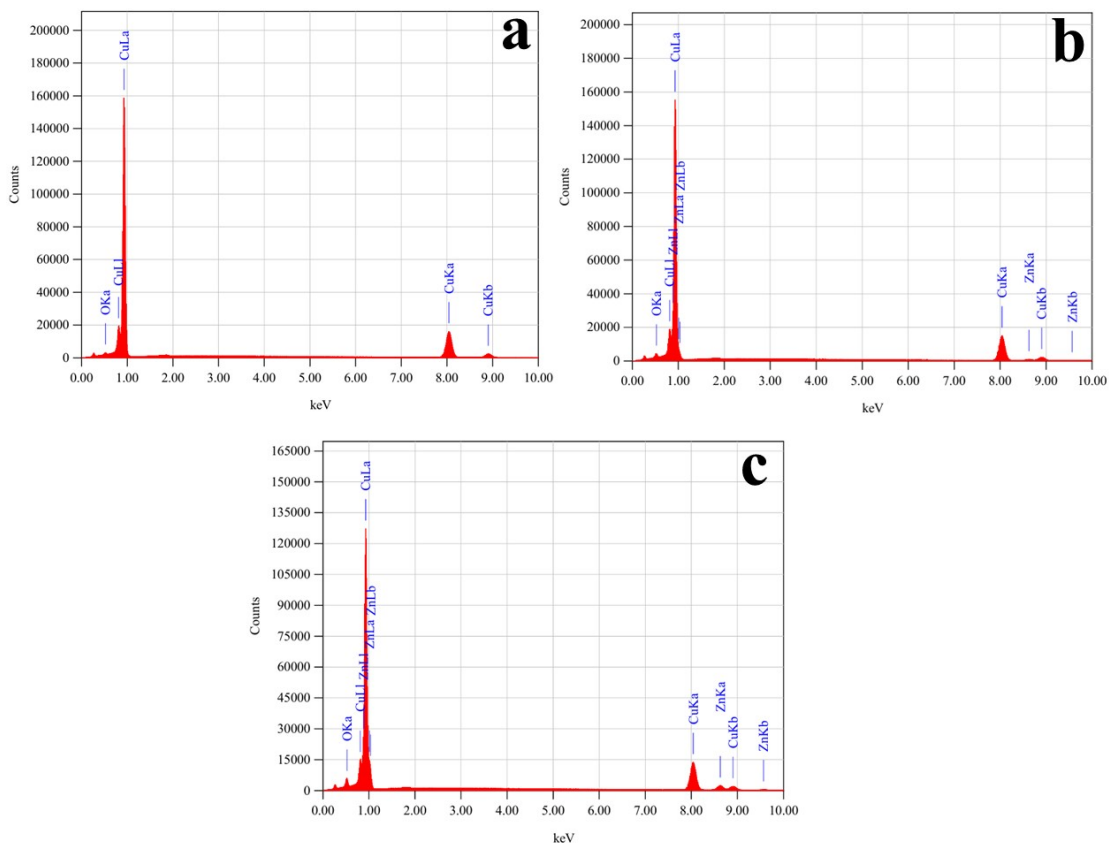 a
200000
180000
160000
140000
120000
100000
80000
60000
40000
20000
0
Counts
OKa
CuLl
CuLa
CuKa
CuKb
0.00 1.00 2.00 3.00 4.00 5.00 6.00 7.00 8.00 9.00 10.00
keV
b
200000
180000
160000
140000
120000
100000
80000
60000
40000
20000
0
Counts
OKa
CuLl ZnLl
CuLa
ZnLa ZnLb
CuKa
ZnKa
CuKb
ZnKb
0.00 1.00 2.00 3.00 4.00 5.00 6.00 7.00 8.00 9.00 10.00
keV
c
165000
150000
135000
120000
105000
90000
75000
60000
45000
30000
15000
0
Counts
OKa
CuLl ZnLl
CuLa
ZnLa ZnLb
CuKa
ZnKa
CuKb
ZnKb
0.00 1.00 2.00 3.00 4.00 5.00 6.00 7.00 8.00 9.00 10.00
keV